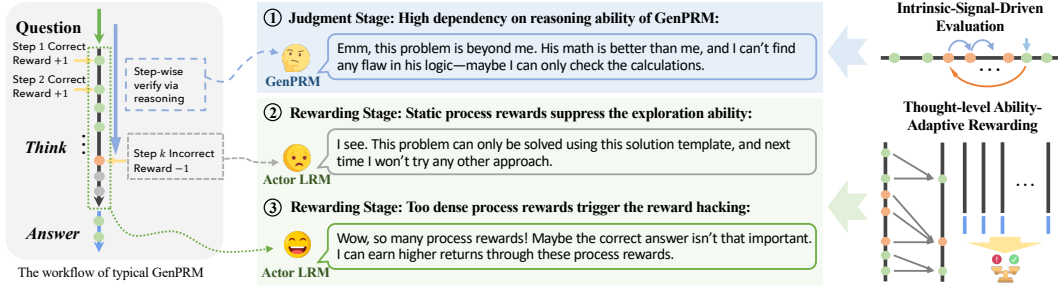 Question
Step 1 Correct
Reward +1
Step 2 Correct
Reward +1
Step-wise
verify via
reasoning
Think
Step k Incorrect
Reward −1
Answer
The workflow of typical GenPRM
① Judgment Stage: High dependency on reasoning ability of GenPRM:
Emm, this problem is beyond me. His math is better than me, and I can't find
any flaw in his logic—maybe I can only check the calculations.
GenPRM
② Rewarding Stage: Static process rewards suppress the exploration ability:
I see. This problem can only be solved using this solution template, and next
time I won't try any other approach.
Actor LRM
③ Rewarding Stage: Too dense process rewards trigger the reward hacking:
Wow, so many process rewards! Maybe the correct answer isn't that important.
I can earn higher returns through these process rewards.
Actor LRM
Intrinsic-Signal-Driven
Evaluation
Thought-level Ability-
Adaptive Rewarding